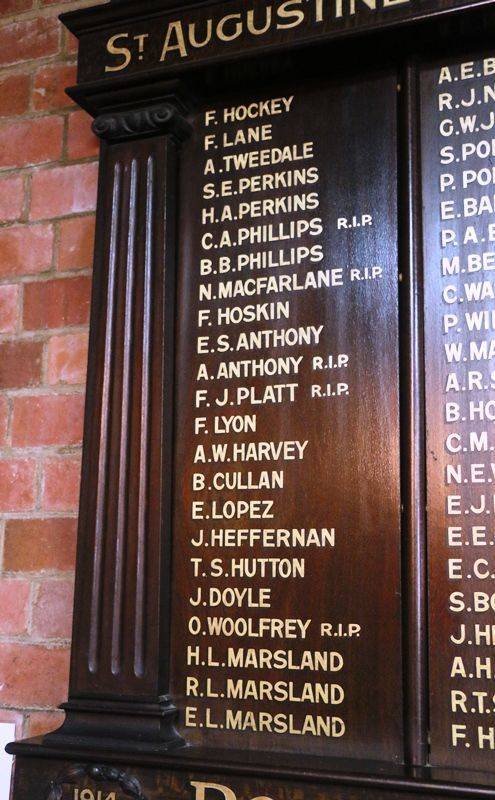 ST AUGUSTINE
F. HOCKEY
F. LANE
A. TWEEDALE
S.E. PERKINS
H.A. PERKINS
C.A. PHILLIPS R.I.P.
B.B. PHILLIPS
N. MACFARLANE R.I.P.
F. HOSKIN
E.S. ANTHONY
A. ANTHONY R.I.P.
F. J. PLATT R.I.P.
F. LYON
A.W. HARVEY
B. CULLAN
E. LOPEZ
J. HEFFERNAN
T. S. HUTTON
J. DOYLE
O. WOOLFREY R.I.P.
H.L. MARSLAND
R.L. MARSLAND
E.L. MARSLAND
A.E.
R.J.
G.W.
S.
P.
E.
P. A.
M.
C.
P.
W.
A.R.
B.
C.M.
N.E.
E.J.
E.E.
E.C.
S.
J.
A.
R.T.
F.
1914